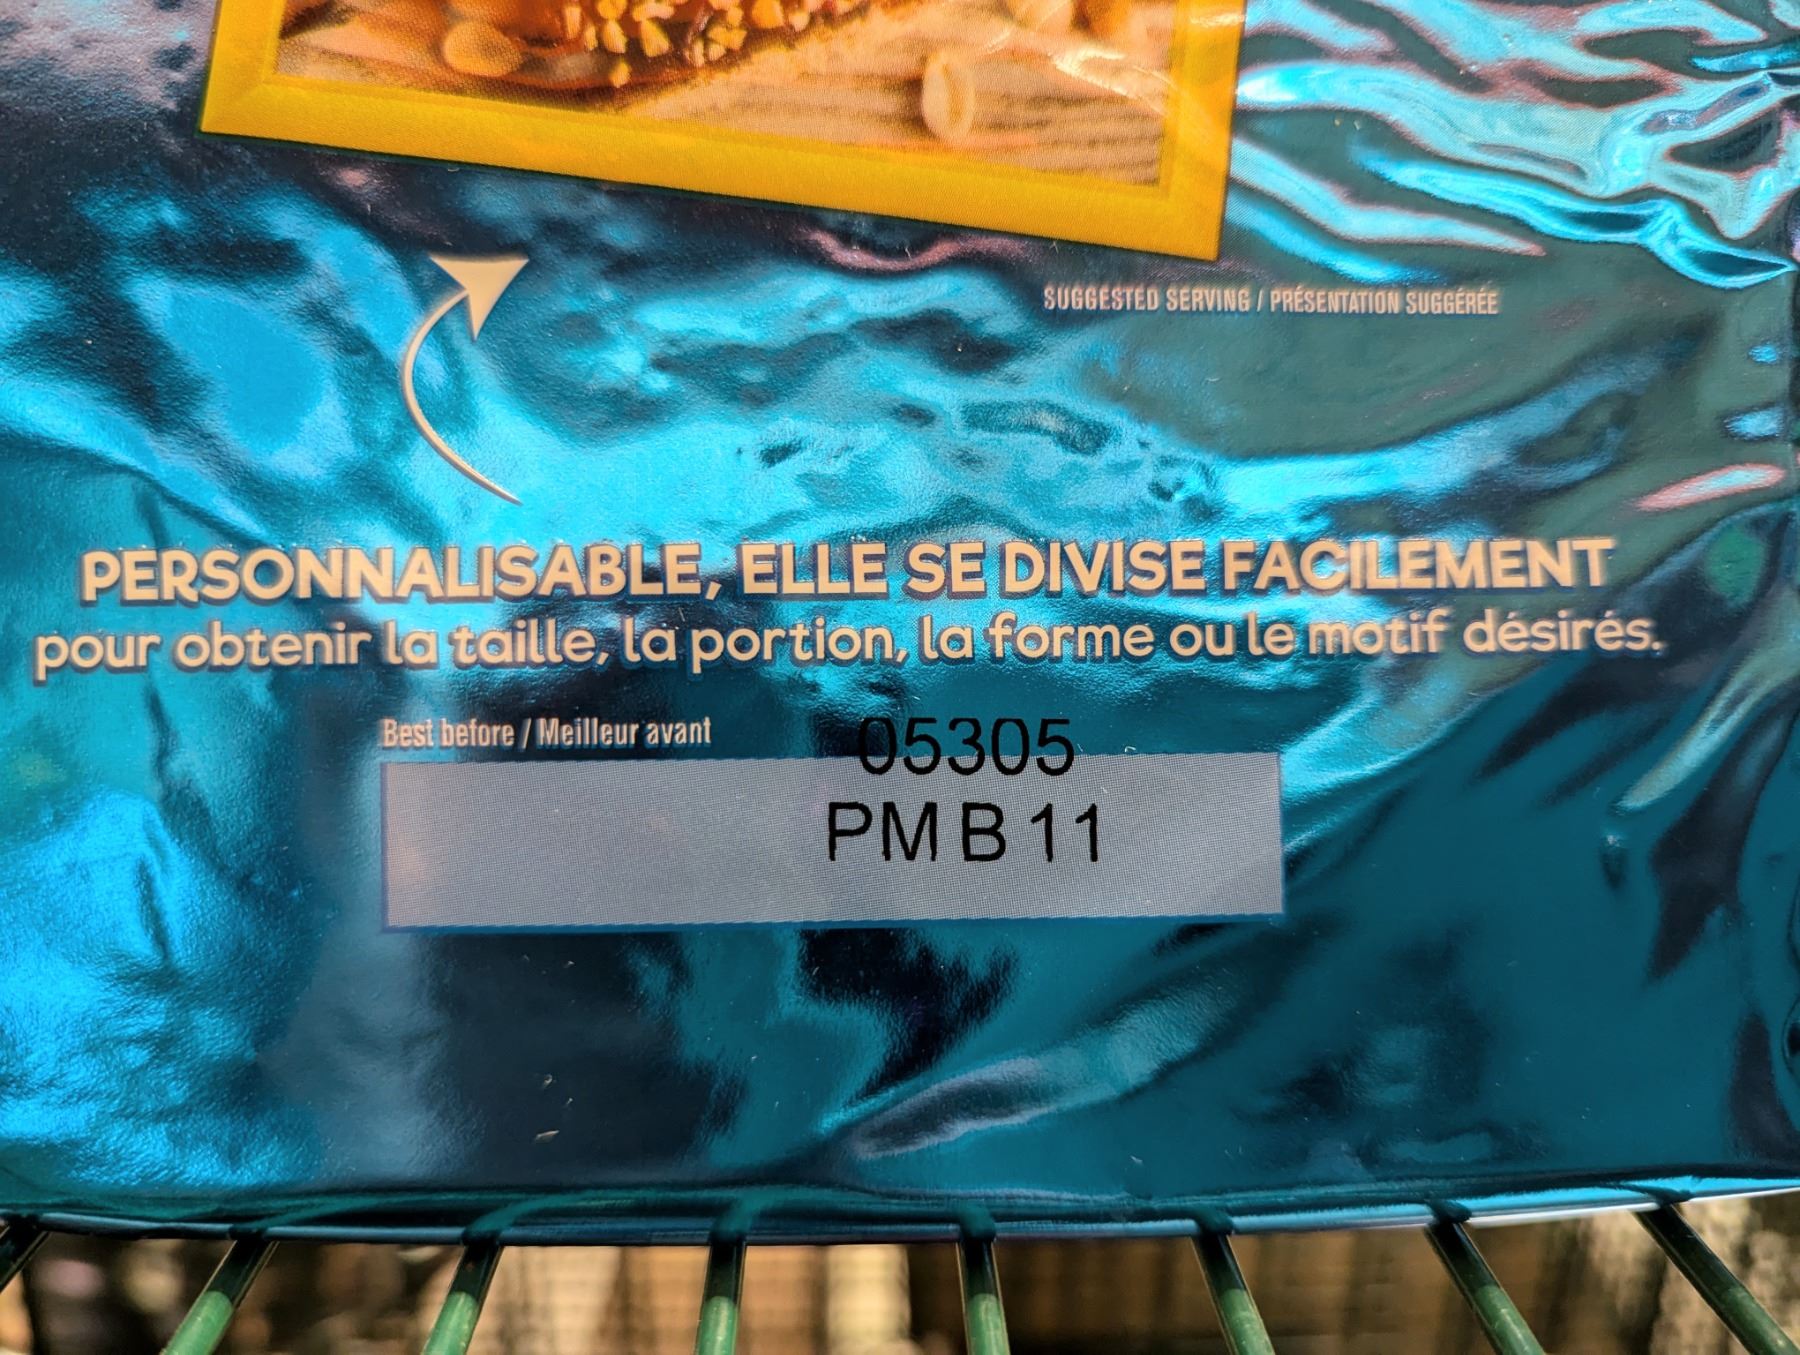 SUGGESTED SERVING / PRÉSENTATION SUGGÉRÉE
PERSONNALISABLE, ELLE SE DIVISE FACILEMENT
pour obtenir la taille, la portion, la forme ou le motif désirés.
Best before / Meilleur avant
05305
PM B 11